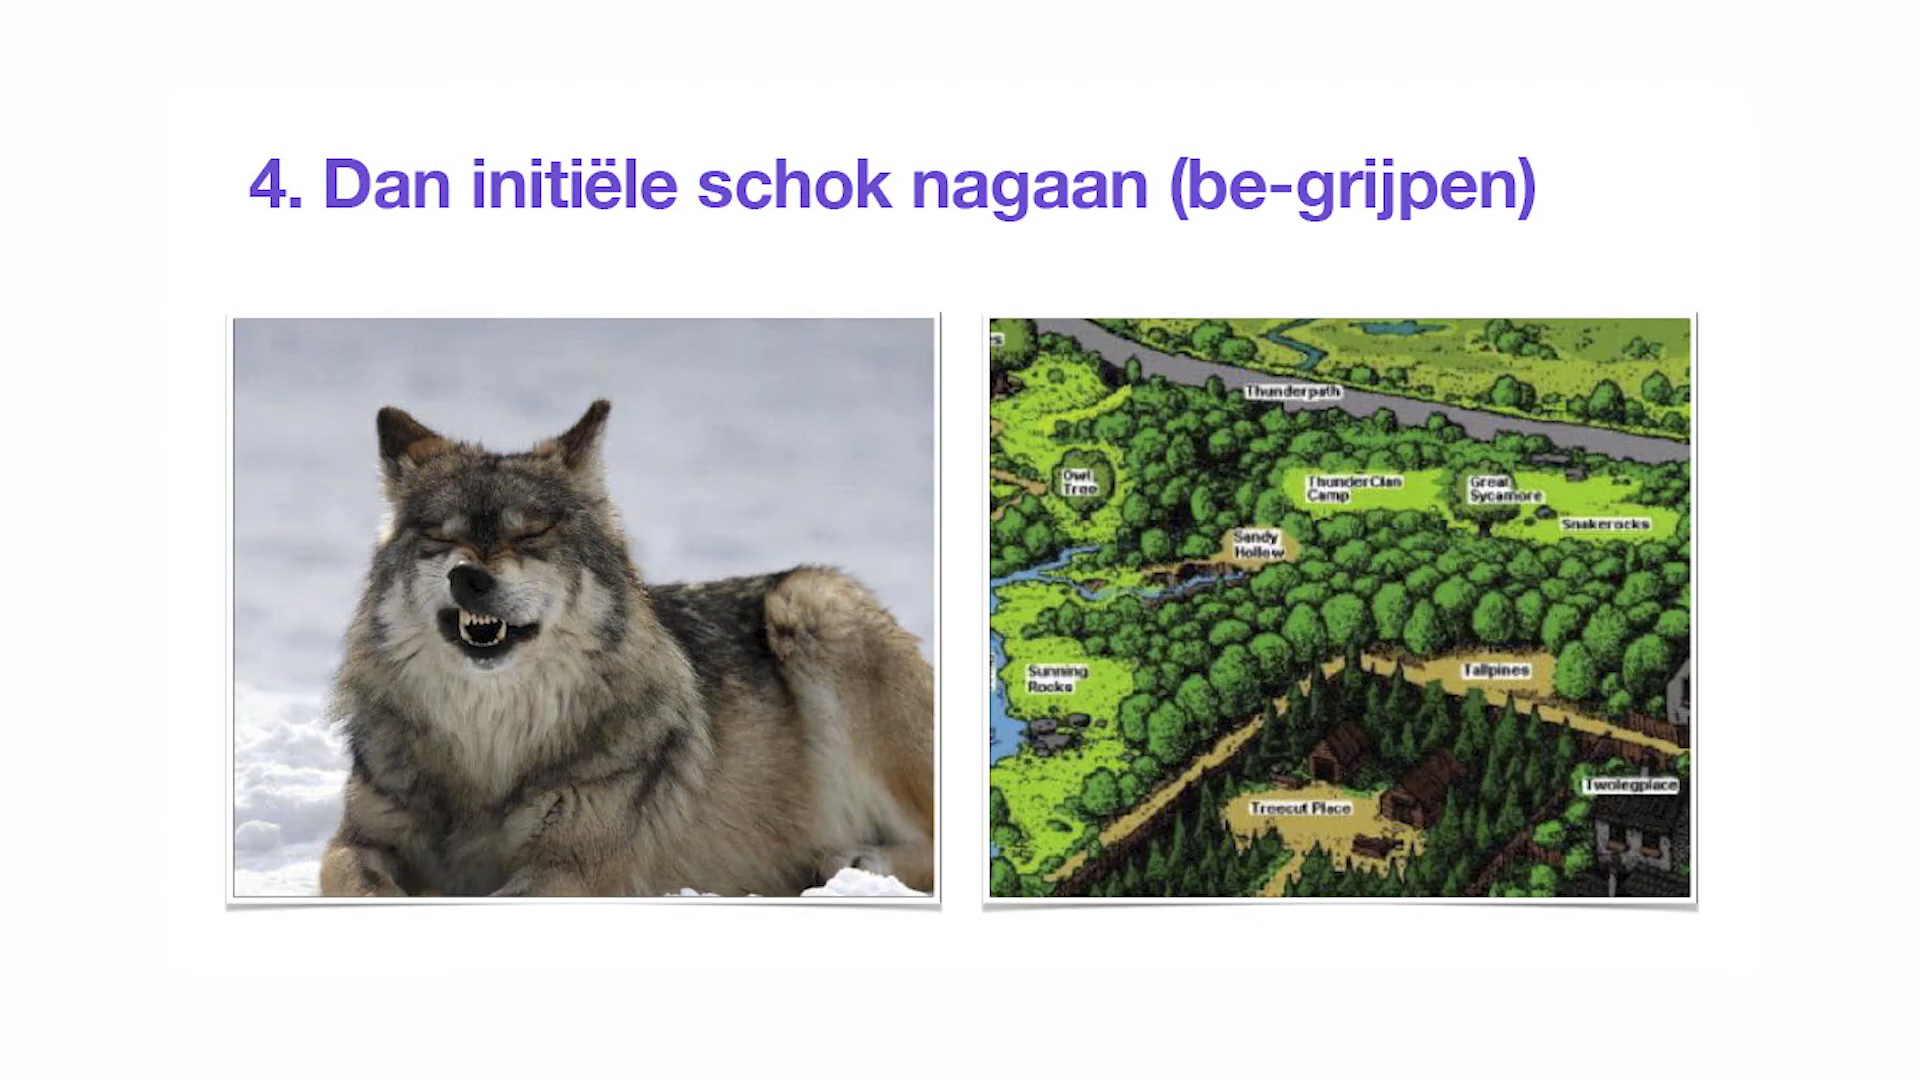 4. Dan initiële schok nagaan (be-grijpen)
Thunderpath
Owl
Tree
ThunderClan
Camp
Great
Sycamore
Snakerocks
Sandy
Hollow
Sunning
Rocks
Tallpines
Twolegplace
Treecut Place